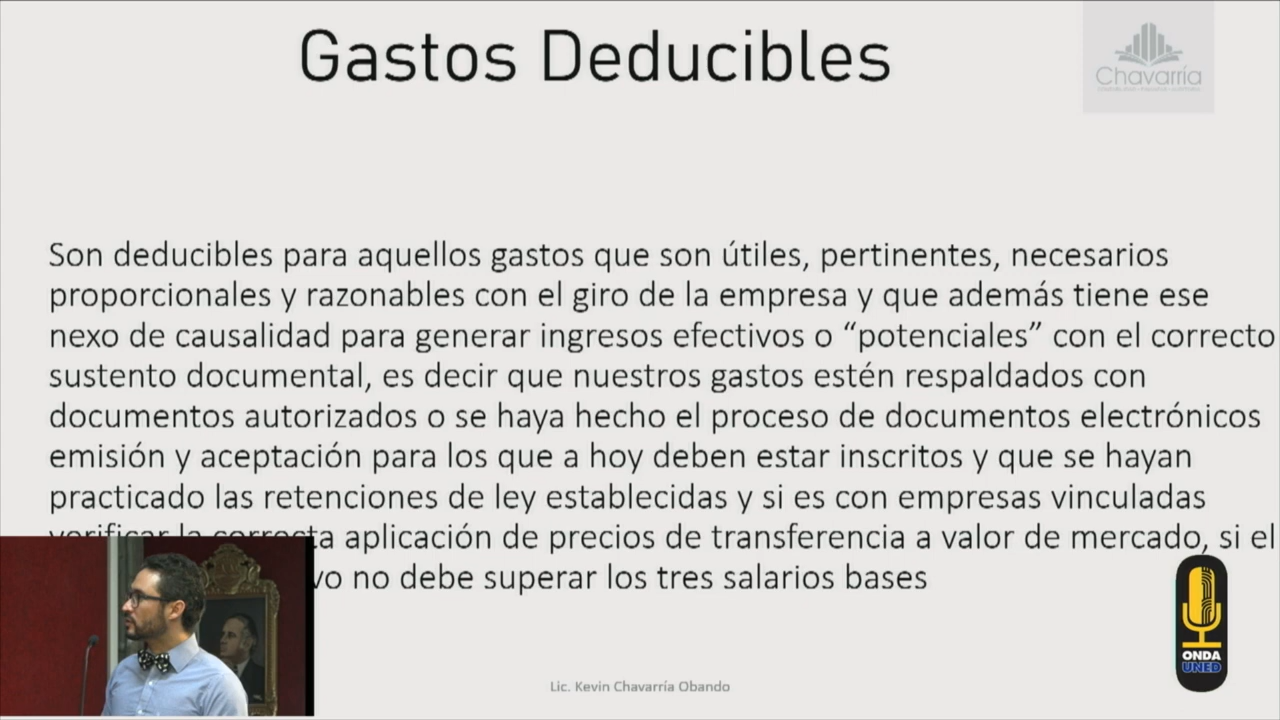 Gastos Deducibles
Chavarría
Son deducibles para aquellos gastos que son útiles, pertinentes, necesarios
proporcionales y razonables con el giro de la empresa y que además tiene ese
nexo de causalidad para generar ingresos efectivos o “potenciales” con el correcto
sustento documental, es decir que nuestros gastos estén respaldados con
documentos autorizados o se haya hecho el proceso de documentos electrónicos
emisión y aceptación para los que a hoy deben estar inscritos y que se hayan
practicado las retenciones de ley establecidas y si es con empresas vinculadas
verificar la correcta aplicación de precios de transferencia a valor de mercado, si el
vo no debe superar los tres salarios bases
ONDA
UNED
Lic. Kevin Chavarría Obando